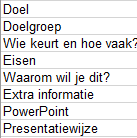 Doel
Doelgroep
Wie keurt en hoe vaak?
Eisen
Waarom wil je dit?
Extra informatie
PowerPoint
Presentatiewijze